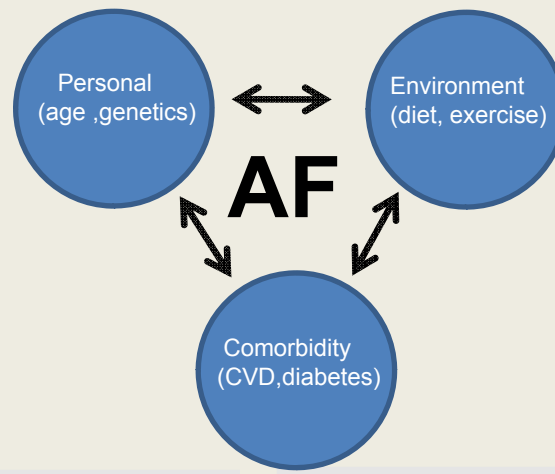 Personal
(age ,genetics)
Environment
(diet, exercise)
AF
Comorbidity
(CVD,diabetes)